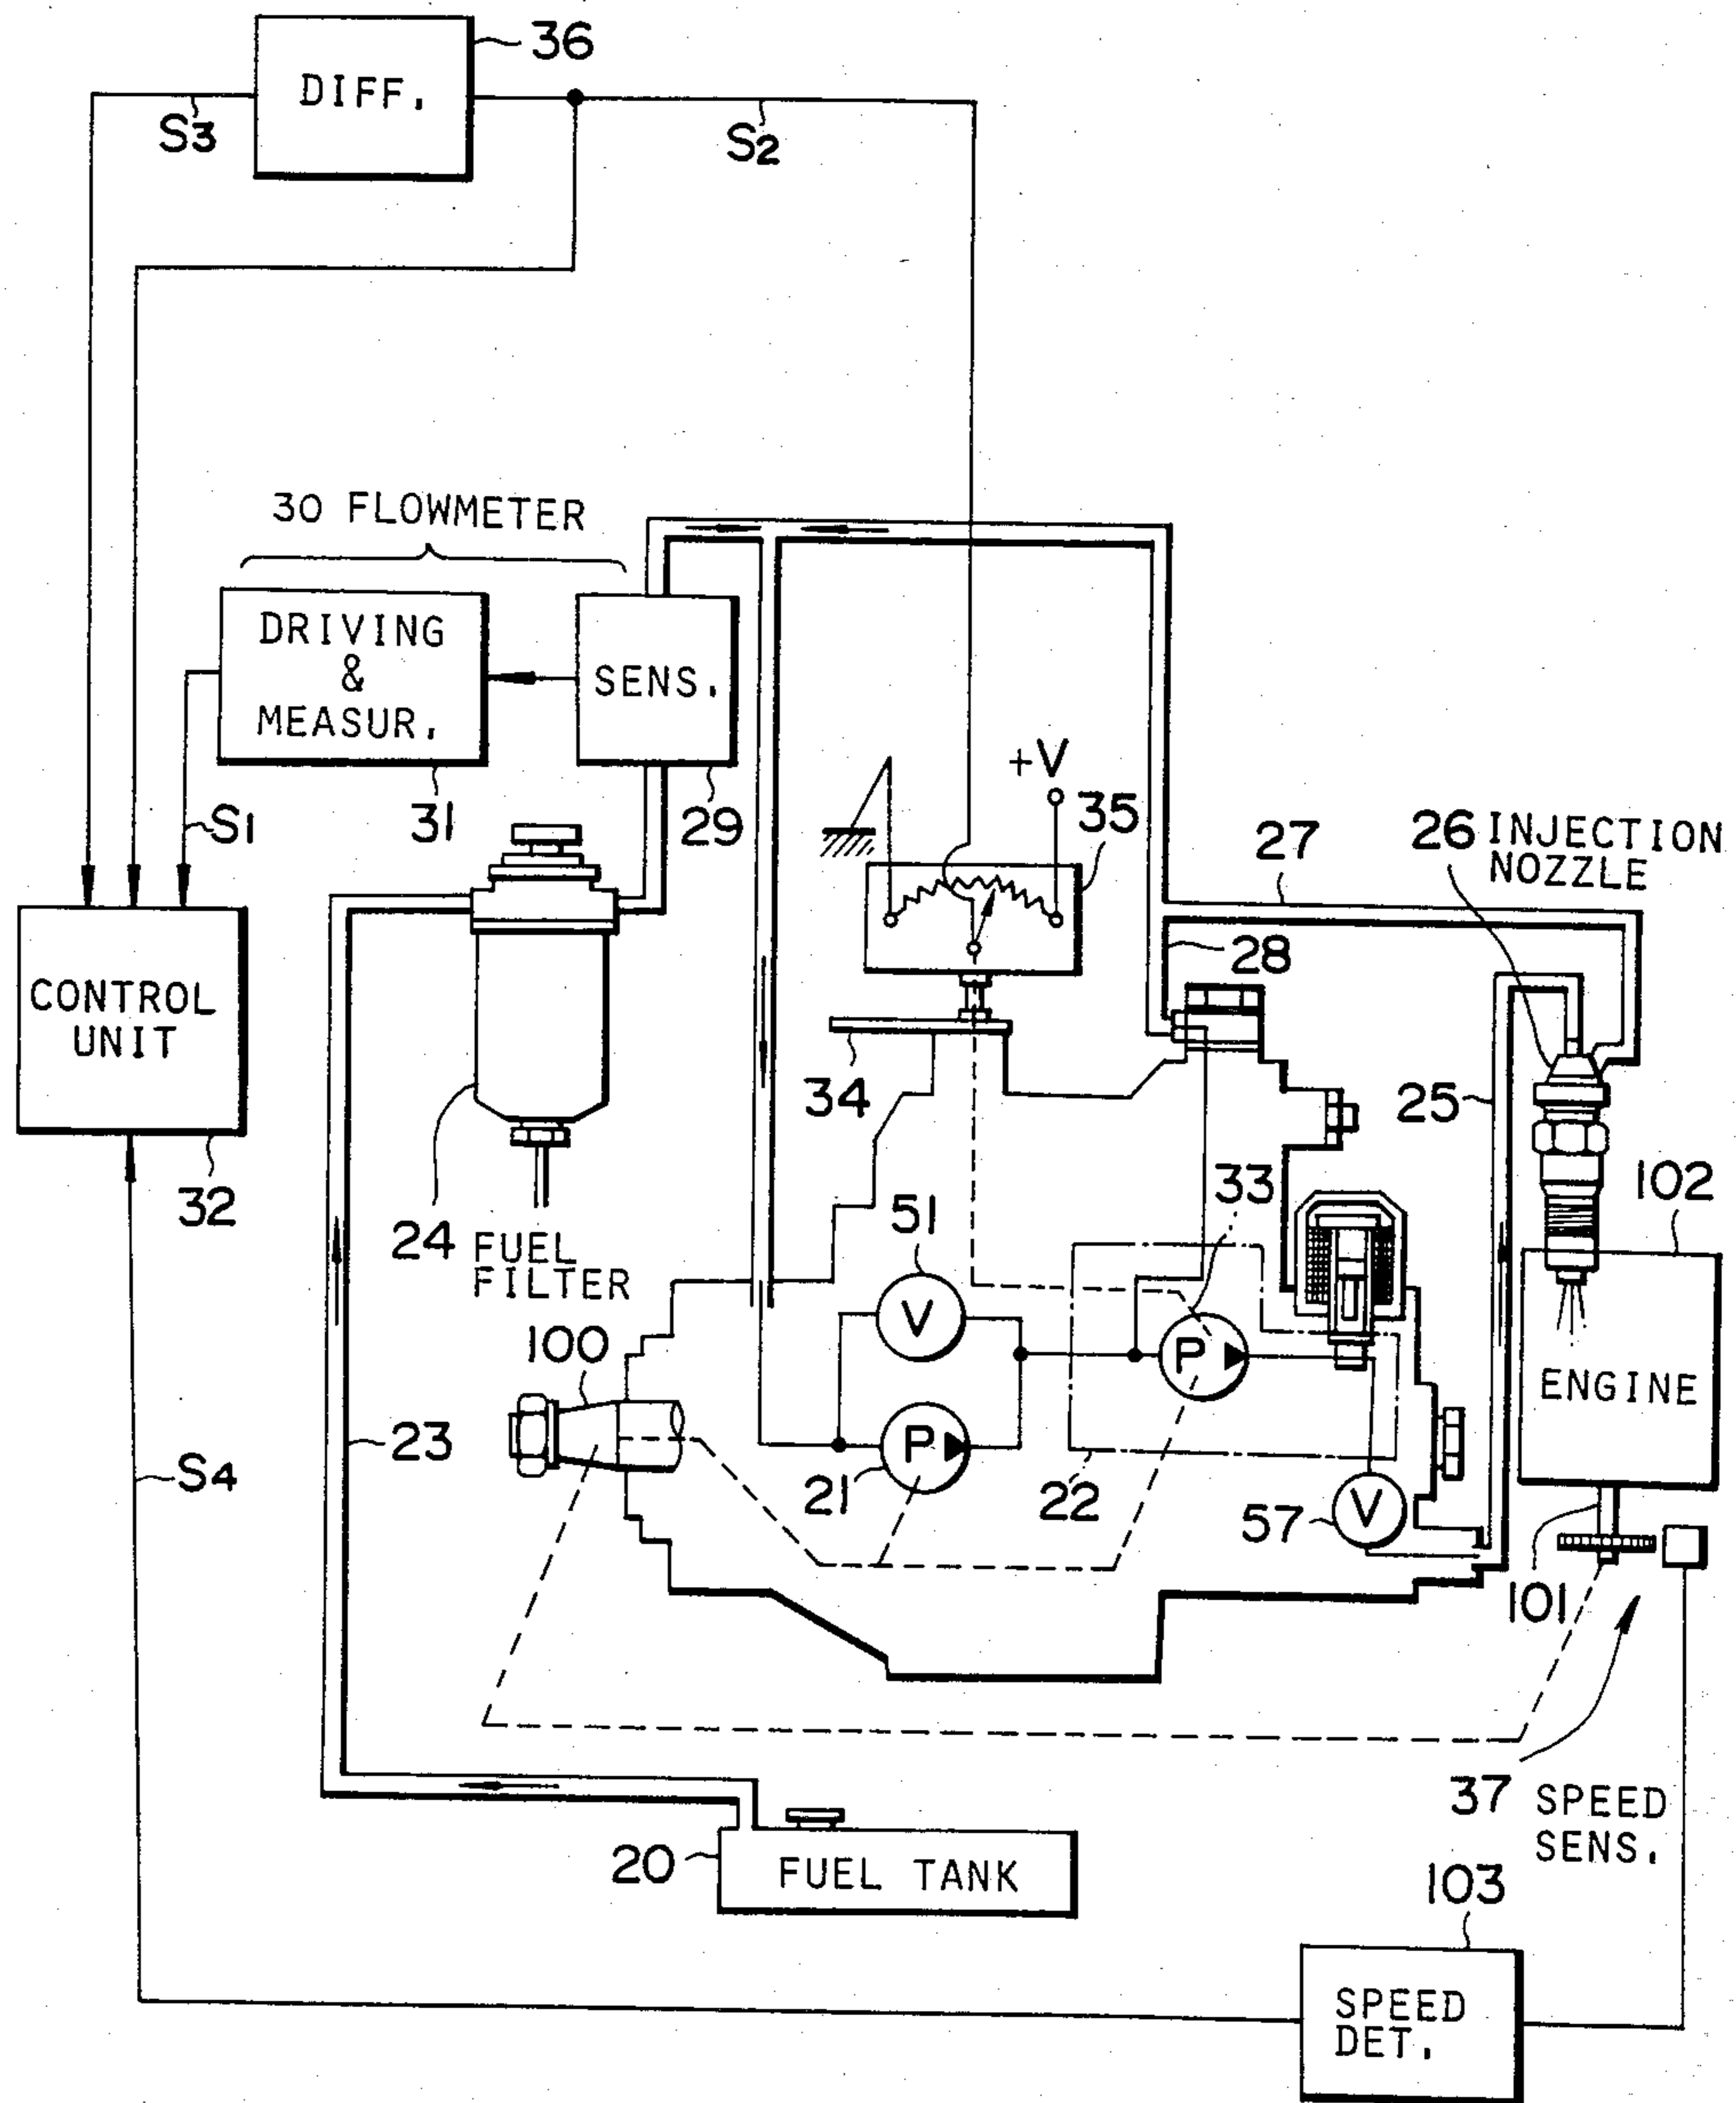 36
DIFF.
S3
S2
30 FLOWMETER
DRIVING
&
MEASUR.
SENS.
31
29
S1
+V
35
27
26 INJECTION
NOZZLE
28
CONTROL
UNIT
32
24 FUEL
FILTER
34
25
33
102
51
V
100
P
P
ENGINE
23
S4
21
22
57
V
101
37 SPEED
SENS.
20
FUEL TANK
103
SPEED
DET.